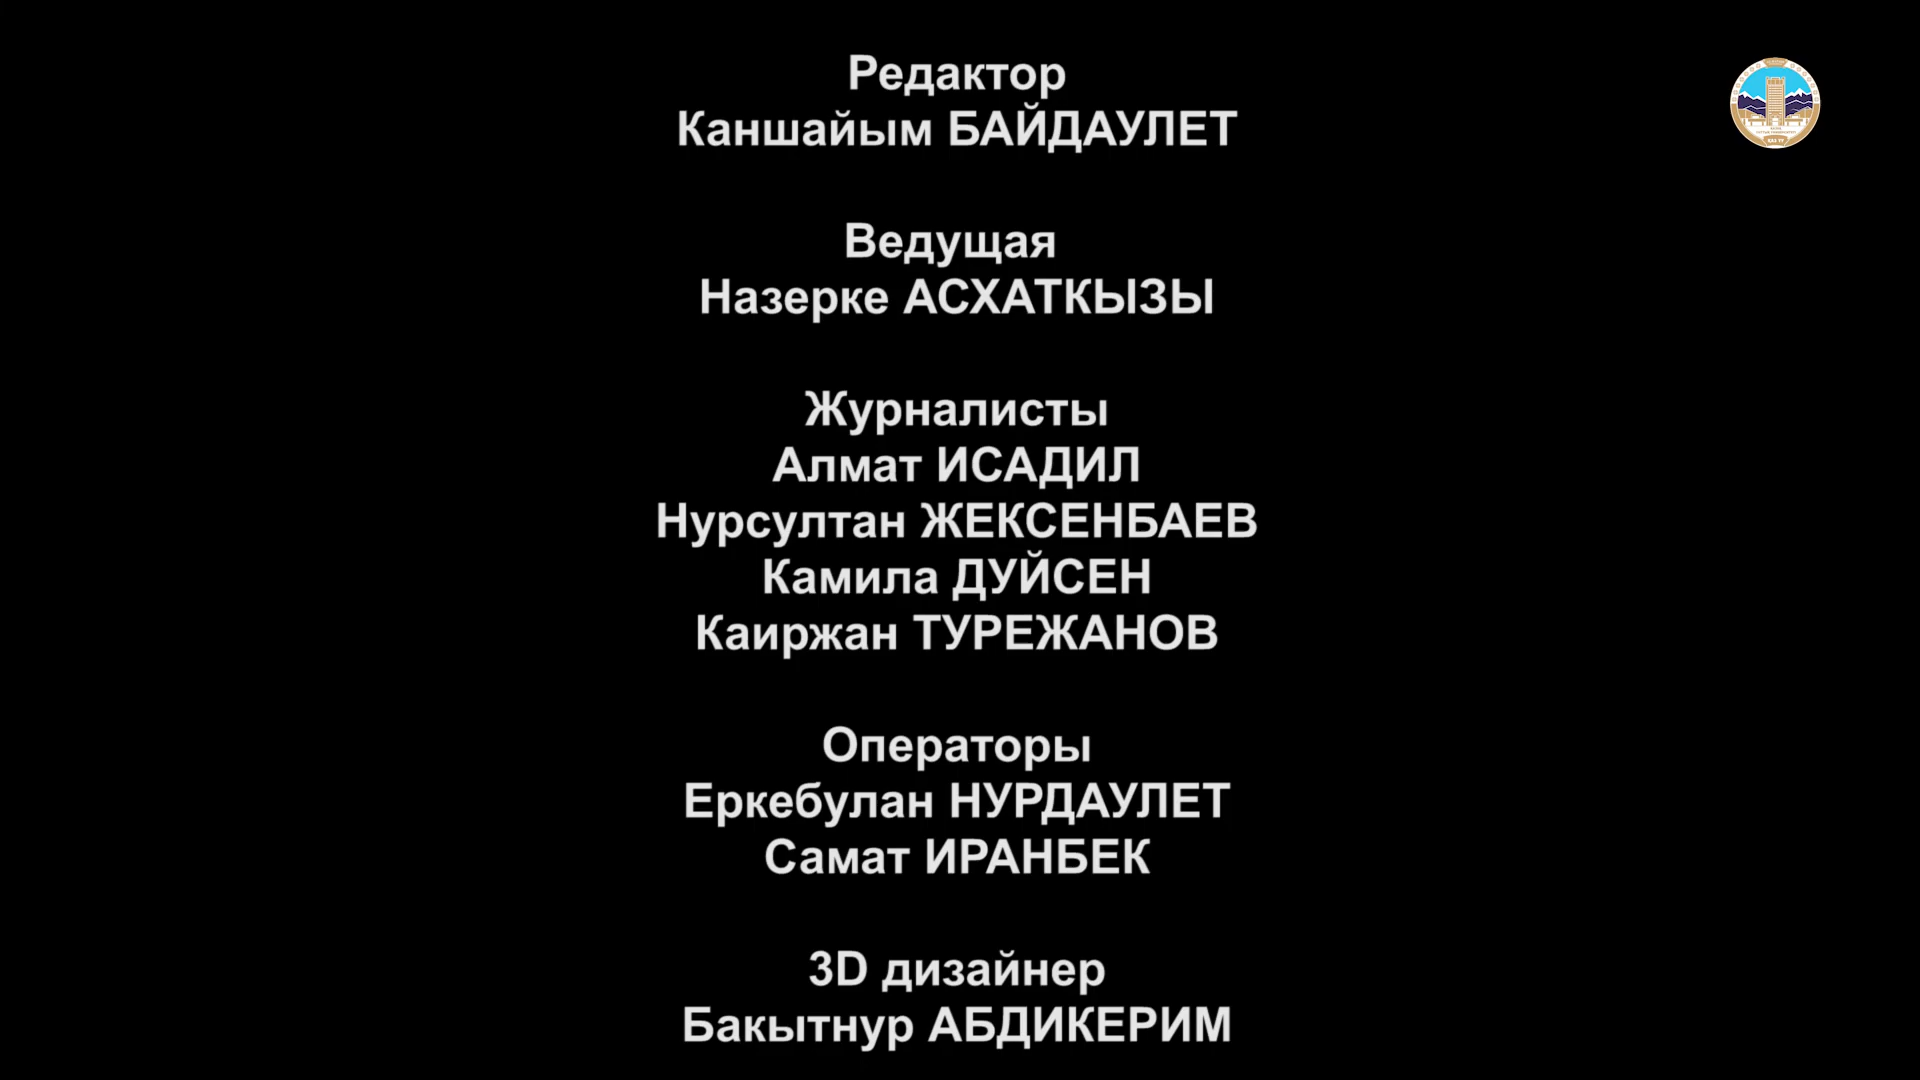 Редактор
Каншайым БАЙДАУЛЕТ
Ведущая
Назерке АСХАТКЫЗЫ
Журналисты
Алмат ИСАДИЛ
Нурсултан ЖЕКСЕНБАЕВ
Камила ДУЙСЕН
Каиржан ТУРЕЖАНОВ
Операторы
Еркебулан НУРДАУЛЕТ
Самат ИРАНБЕК
3D дизайнер
Бакытнур АБДИКЕРИМ